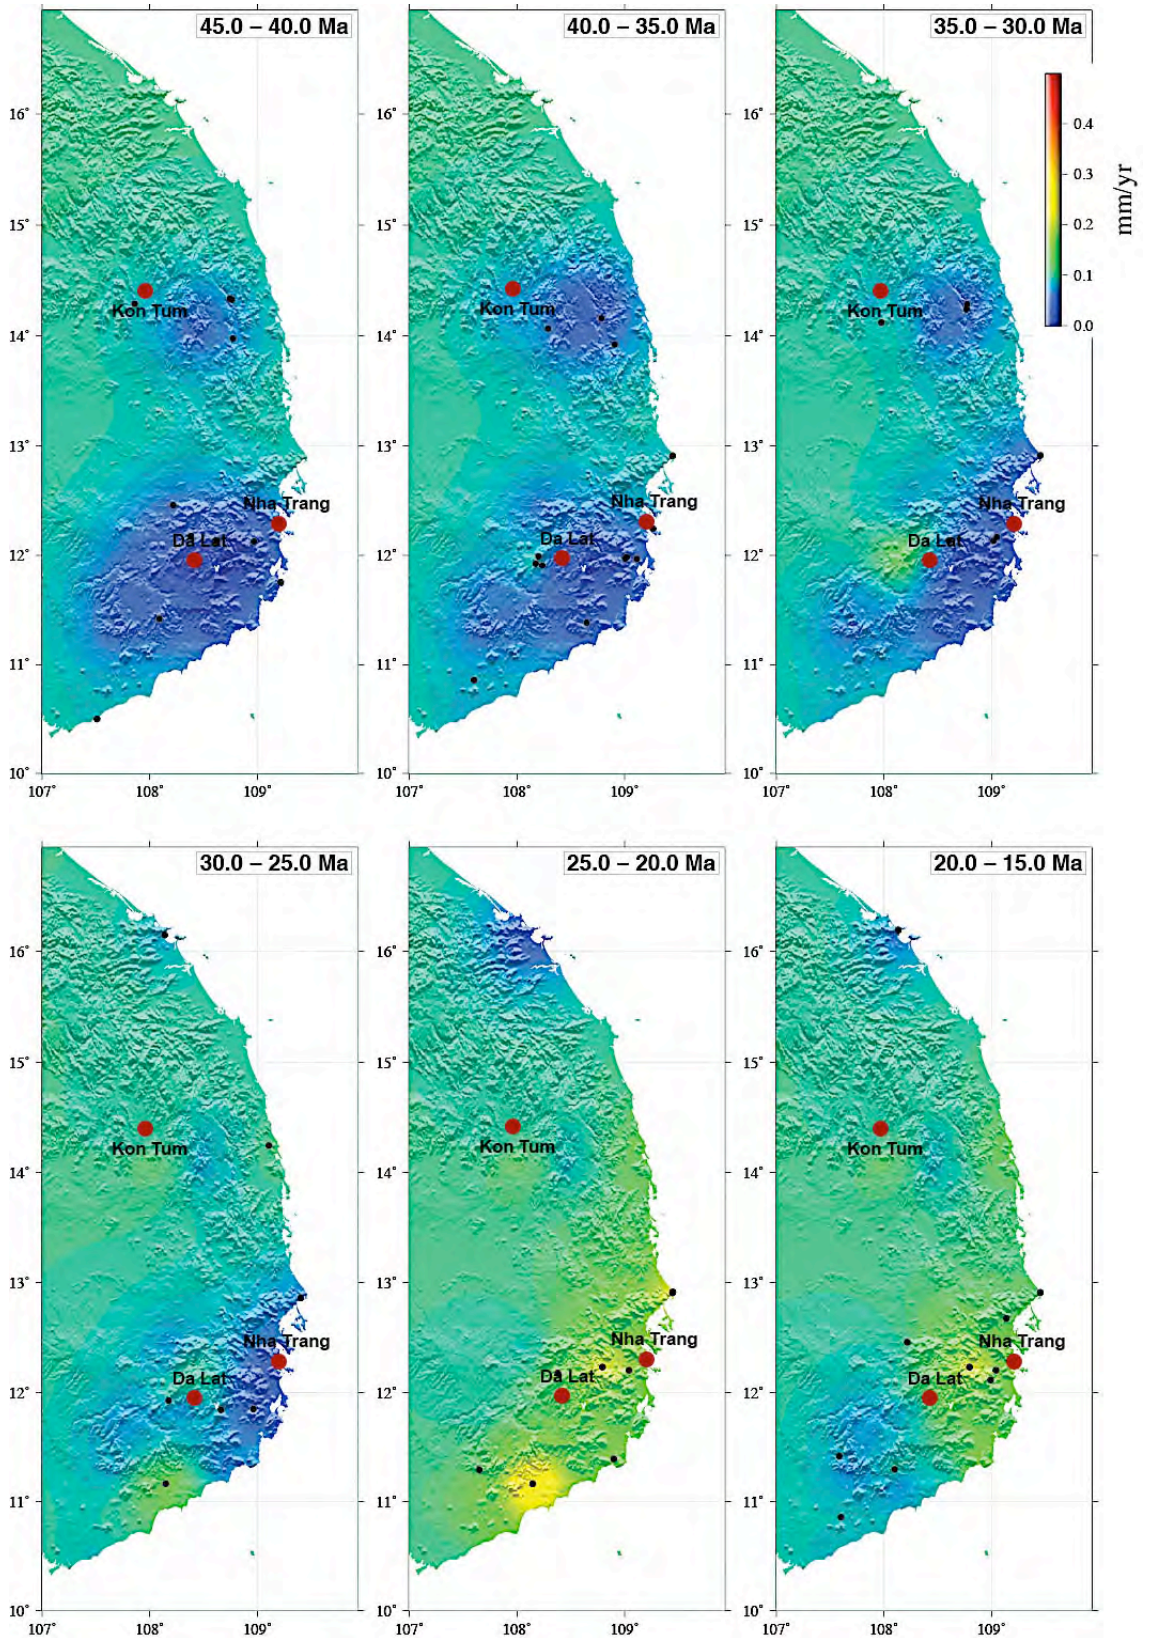 45.0 – 40.0 Ma
40.0 – 35.0 Ma
35.0 – 30.0 Ma
16°
15°
14°
13°
12°
11°
10°
107°
108°
109°
Kon Tum
Nha Trang
Da Lat
16°
15°
14°
13°
12°
11°
10°
107°
108°
109°
Kon Tum
Nha Trang
Da Lat
16°
15°
14°
13°
12°
11°
10°
107°
108°
109°
Kon Tum
Nha Trang
Da Lat
0.4
0.3
0.2
0.1
0.0
mm/yr
30.0 – 25.0 Ma
25.0 – 20.0 Ma
20.0 – 15.0 Ma
16°
15°
14°
13°
12°
11°
10°
107°
108°
109°
Kon Tum
Nha Trang
Da Lat
16°
15°
14°
13°
12°
11°
10°
107°
108°
109°
Kon Tum
Nha Trang
Da Lat
16°
15°
14°
13°
12°
11°
10°
107°
108°
109°
Kon Tum
Nha Trang
Da Lat